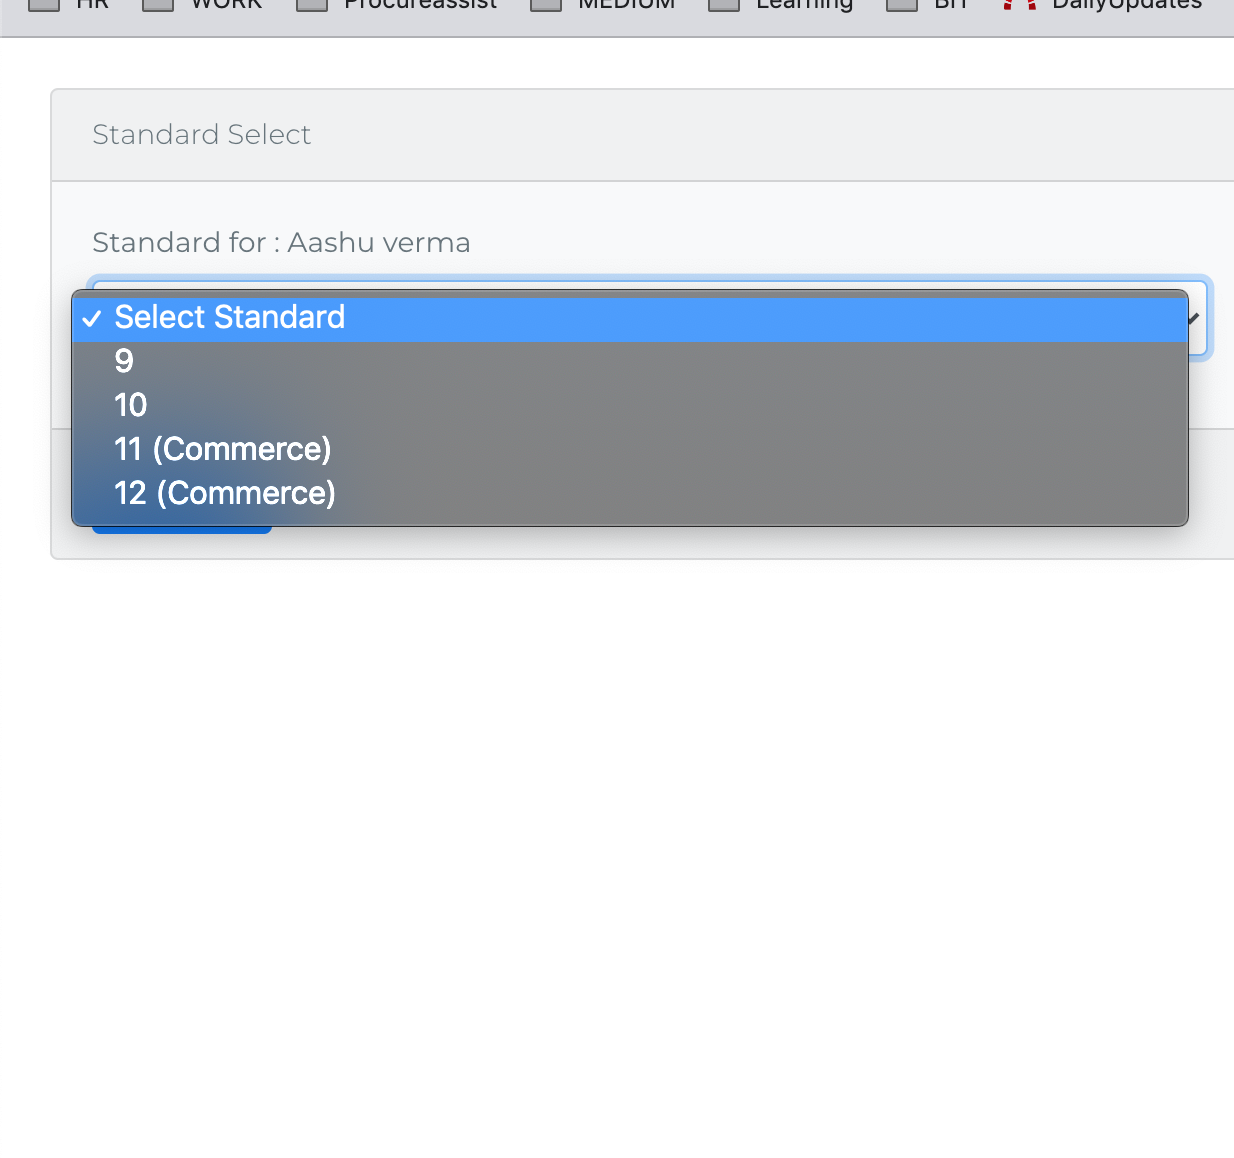 HR WORK Procureassist MEDIUM Learning BIT DailyUpdates
Standard Select
Standard for : Aashu verma
✓ Select Standard
9
10
11 (Commerce)
12 (Commerce)